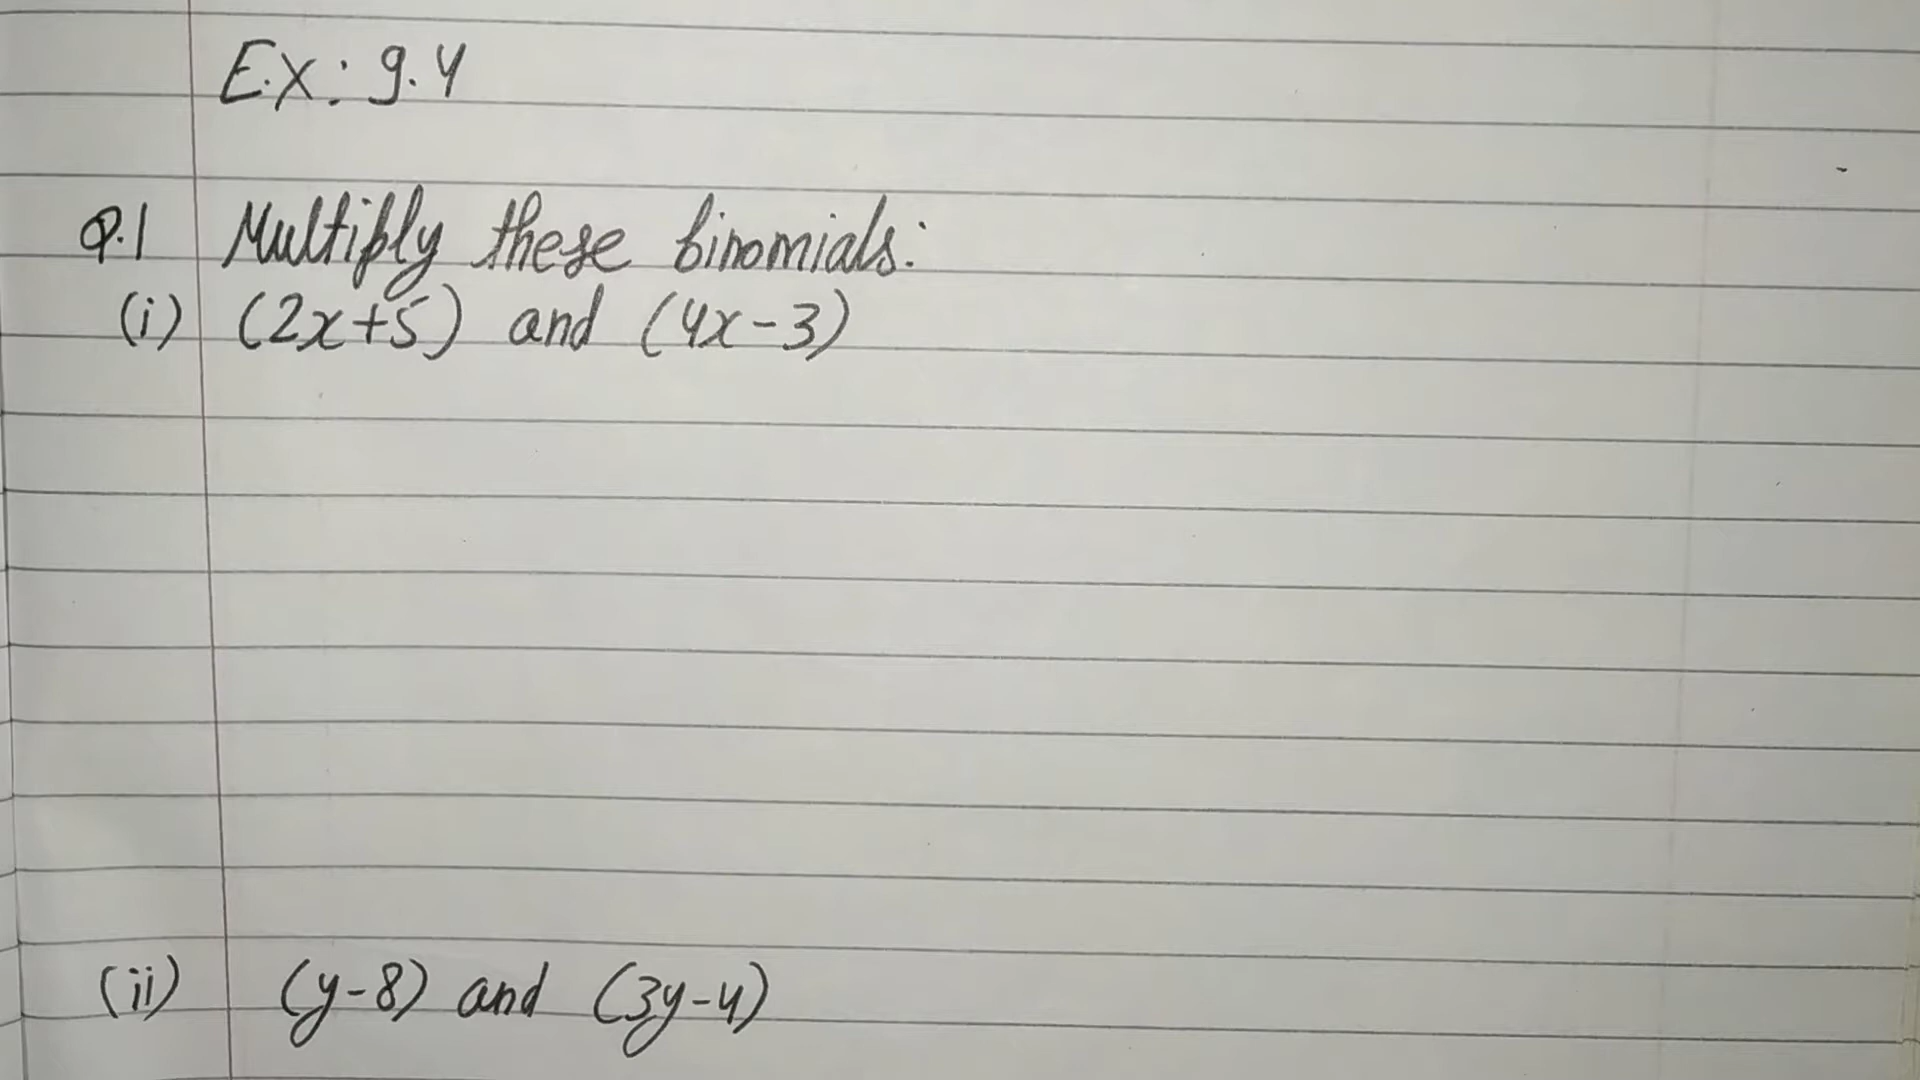 Ex: 9.4
Q.1 Multiply these binomials:
(i) (2x+5) and (4x-3)
(ii) (y-8) and (3y-4)